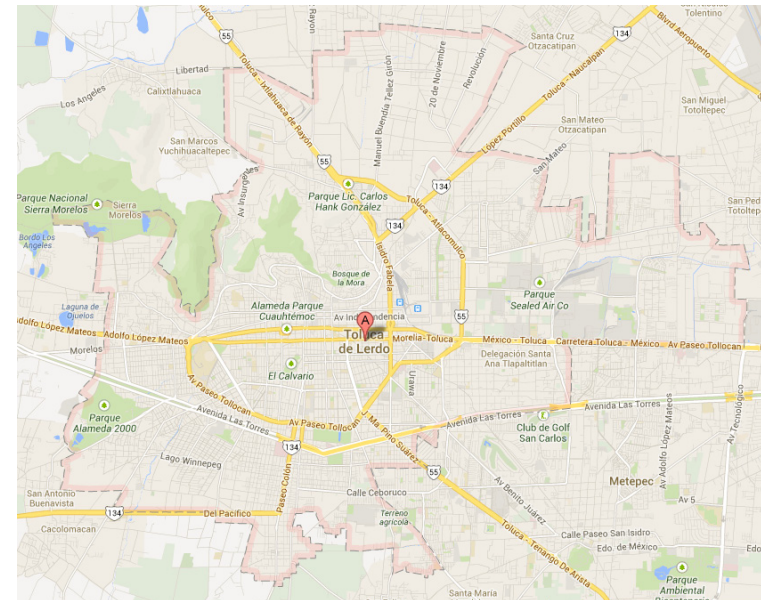 Tolentino
Rayon
55
Santa Cruz
Otzacatipan
134
Blvrd Aeropuerto
Libertad
Los Angeles
Calixtlahuaca
Toluca - Ixtlahuaca de Rayón
Manuel Buendía Tellez Girón
20 de Noviembre
Revolución
Toluca - Naucalpan
San Miguel
Totoltepec
San Mateo
Otzacatipan
López Portillo
San Marcos
Yuchihuacaltepec
55
San Mateo
Av Insurgentes
134
Parque Nacional
Sierra Morelos
Sierra
Morelos
Parque Lic. Carlos
Hank González
Toluca - Atlacomulco
San Ped
Totoltep
134
Bordo Los
Angeles
Isidro Fabela
Bosque de
la Mora
Parque
Sealed Air Co
Laguna de
Ojuelos
Alameda Parque
Cuauhtémoc
Av independencia
A
55
Adolfo López Mateos
Adolfo López Mateos
Toluca
de Lerdo
Morelia-Toluca
México - Toluca
Carretera Toluca - México
Av Paseo Tollocan
Morelos
Delegación Santa
Ana Tlapaltitlan
El Calvario
Urawa
Av Paseo Tollocan
Parque
Alameda 2000
Avenida Las Torres
Av Paseo Tollocan
J. Ma. Pino Suárez
Avenida Las Torres
Avenida Las Torres
Club de Golf
San Carlos
Av Adolfo López Mateos
Av Tecnológico
134
Lago Winnepeg
55
Paseo Colón
Av Benito Juárez
Metepec
San Antonio
Buenavista
Calle Ceboruco
Av 5
134
Del Pacífico
Cacalomacan
Terreno
agrícola
Toluca - Tenango De Arista
Calle Paseo San Isidro
Edo. de México
Edo
Santa María
Parque
Ambiental
Bicentenario